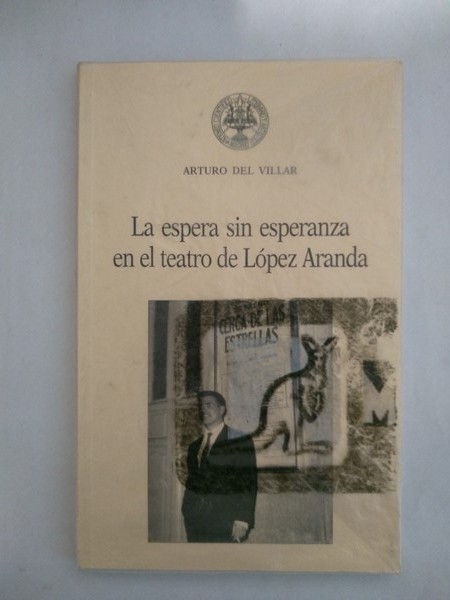 ARTURO DEL VILLAR
La espera sin esperanza
en el teatro de López Aranda
CERCA DE LAS
ESTRELLAS
M